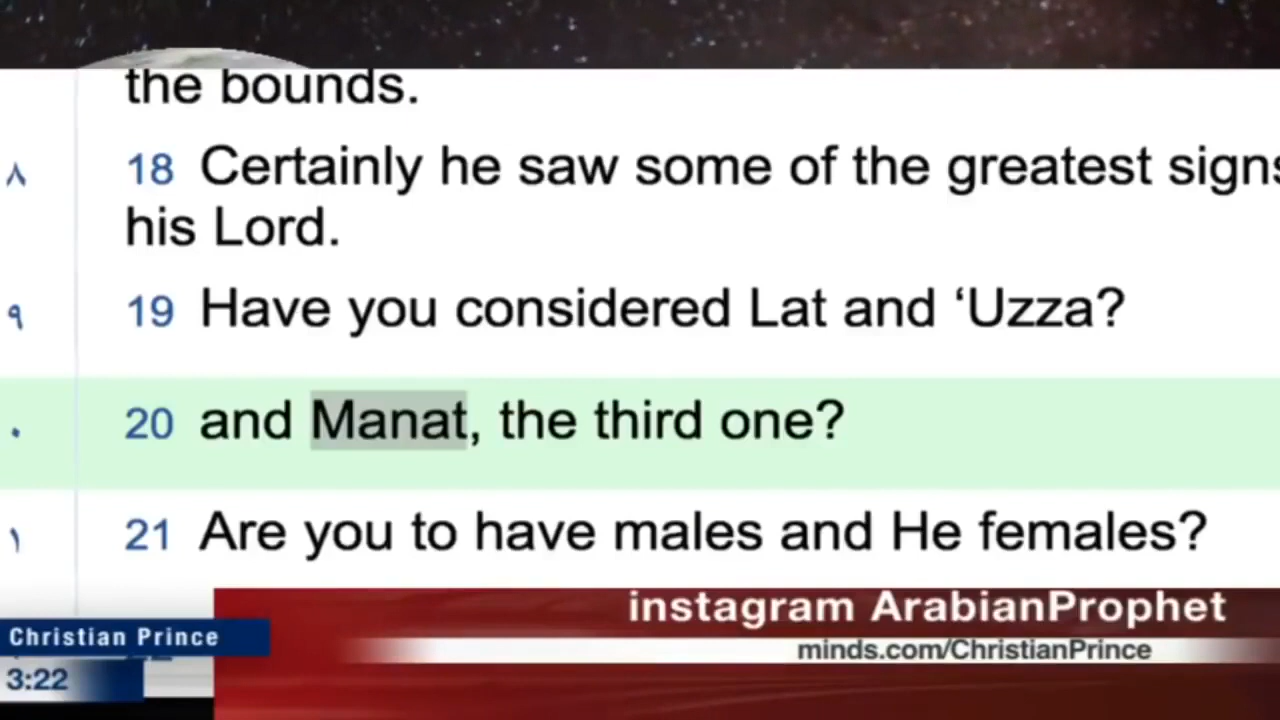 the bounds.
٨ 18 Certainly he saw some of the greatest signs
his Lord.
٩ 19 Have you considered Lat and ‘Uzza?
٠ 20 and Manat, the third one?
١ 21 Are you to have males and He females?
instagram ArabianProphet
Christian Prince
minds.com/ChristianPrince
3:22